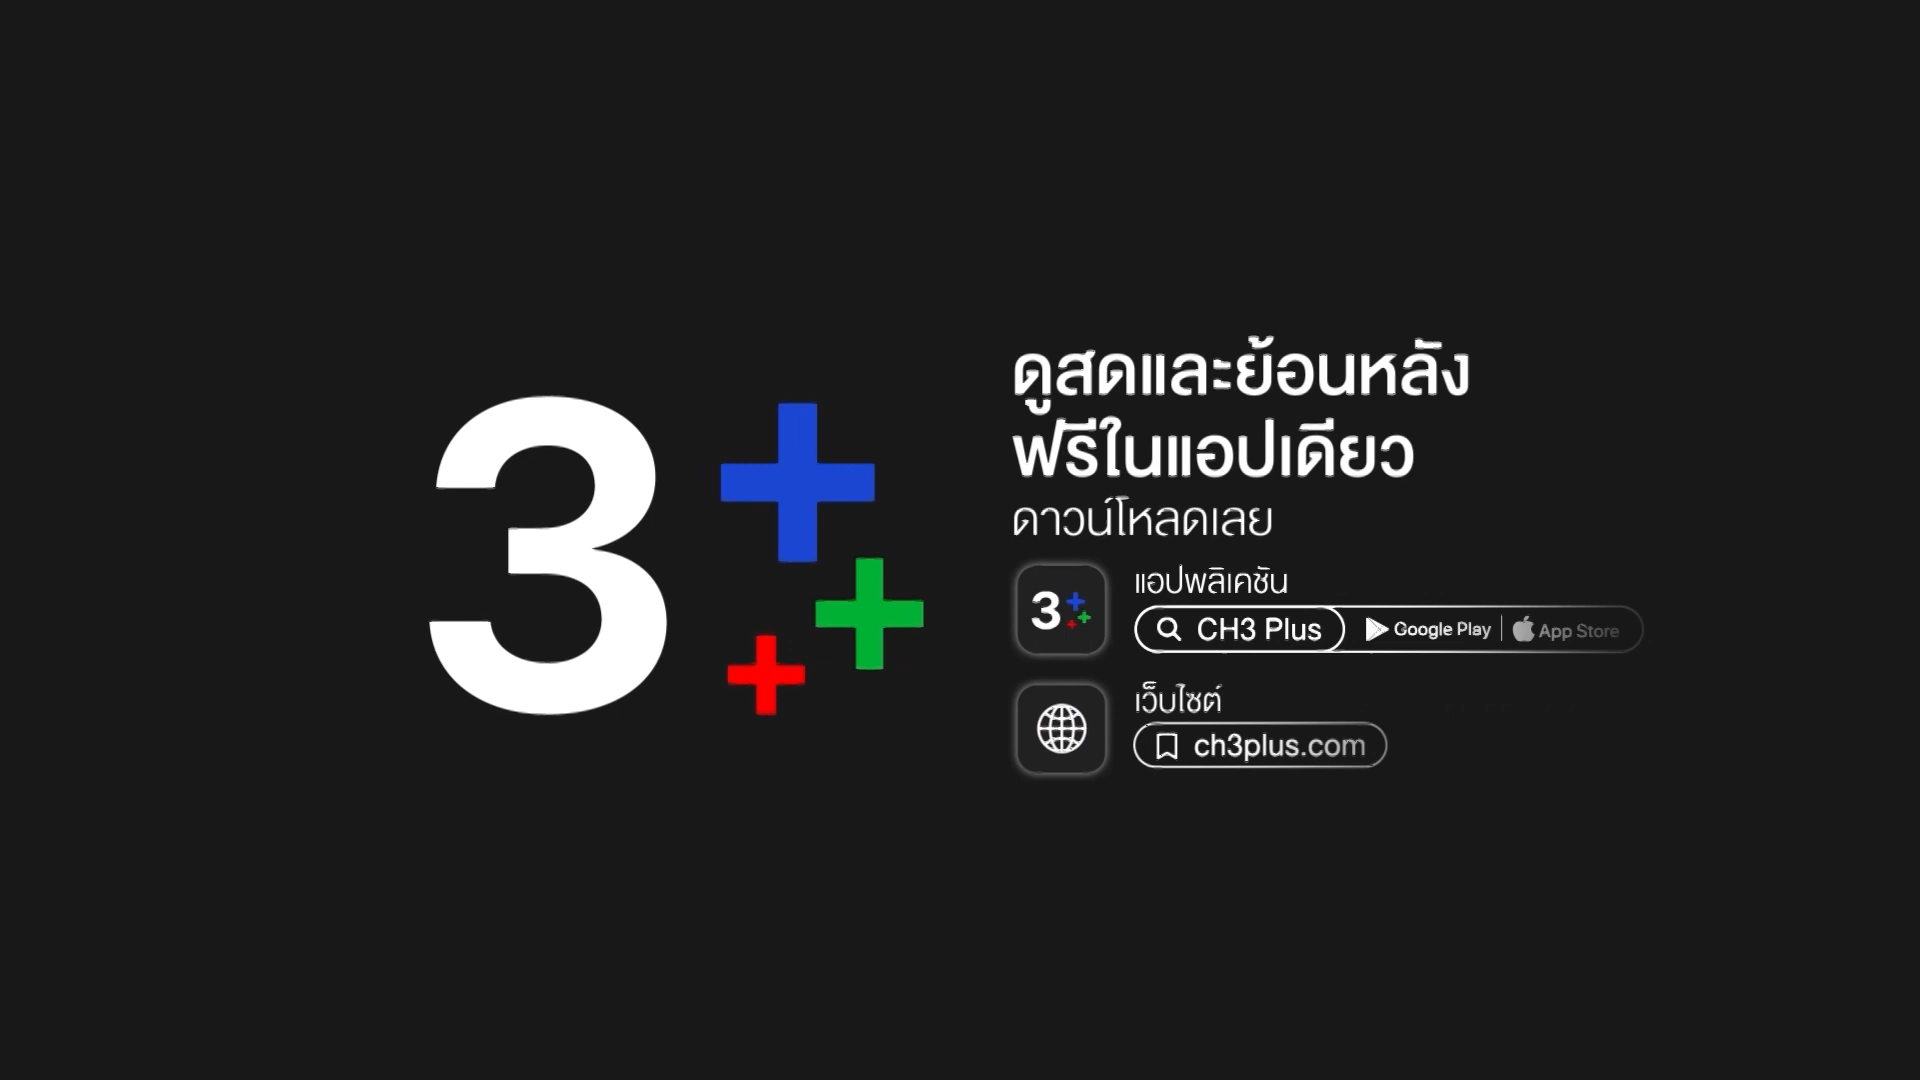 3+++
ดูสดและย้อนหลัง
ฟรีในแอปเดียว
ดาวน์โหลดเลย
3+++
แอปพลิเคชัน
CH3 Plus
Google Play
App Store
เว็บไซต์
ch3plus.com